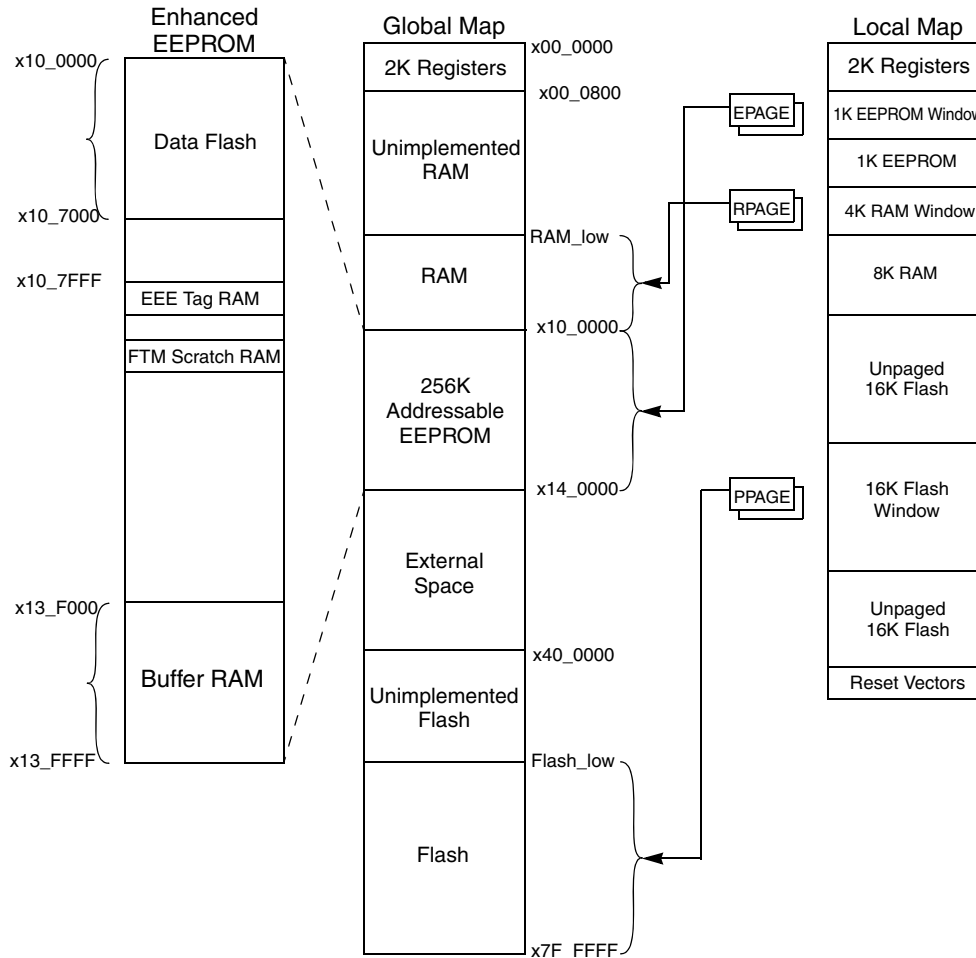 Enhanced
EEPROM
x10_0000
Data Flash
x10_7000
x10_7FFF
EEE Tag RAM
FTM Scratch RAM
x13_F000
Buffer RAM
x13_FFFF
Global Map
x00_0000
2K Registers
x00_0800
Unimplemented
RAM
RAM_low
RAM
x10_0000
256K
Addressable
EEPROM
x14_0000
External
Space
x40_0000
Unimplemented
Flash
Flash_low
Flash
x7F_FFFF
EPAGE
RPAGE
PPAGE
Local Map
2K Registers
1K EEPROM Window
1K EEPROM
4K RAM Window
8K RAM
Unpaged
16K Flash
16K Flash
Window
Unpaged
16K Flash
Reset Vectors